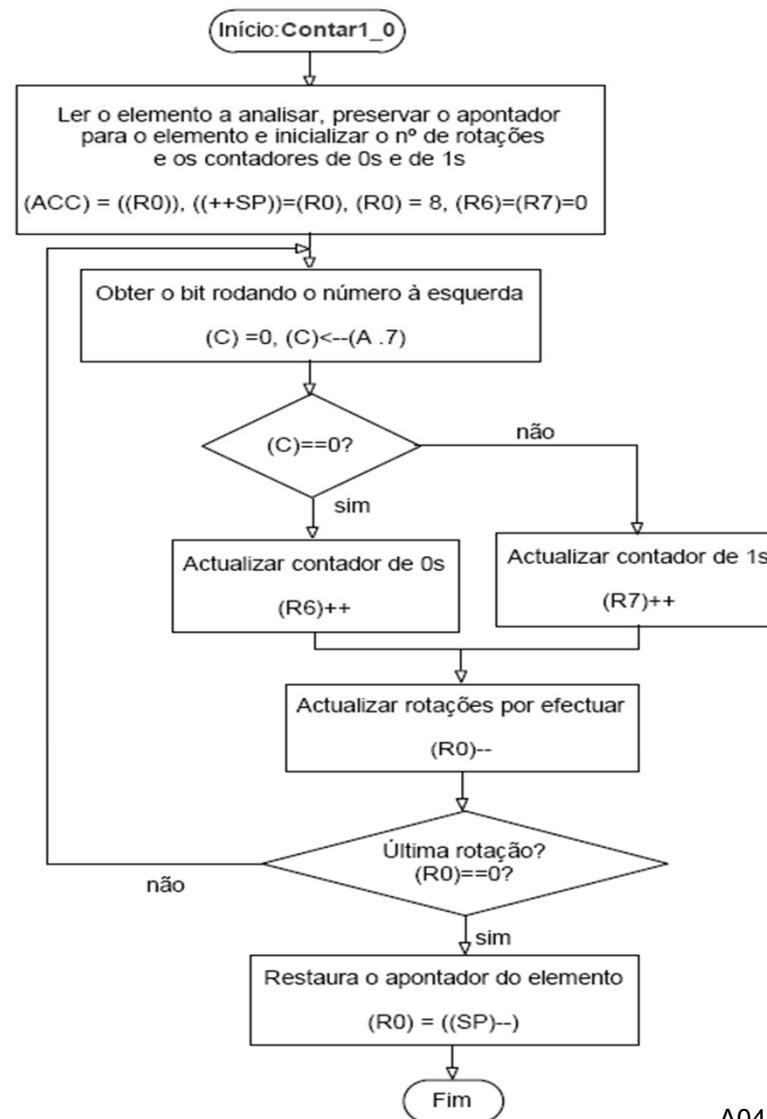 Início:Contar1_0
Ler o elemento a analisar, preservar o apontador
para o elemento e inicializar o nº de rotações
e os contadores de 0s e de 1s
(ACC) = ((R0)), ((++SP))=(R0), (R0) = 8, (R6)=(R7)=0
Obter o bit rodando o número à esquerda
(C) =0, (C)<--(A .7)
(C)==0?
não
sim
Actualizar contador de 0s
(R6)++
Actualizar contador de 1s
(R7)++
Actualizar rotações por efectuar
(R0)--
Última rotação?
(R0)==0?
não
sim
Restaura o apontador do elemento
(R0) = ((SP)--)
Fim
A04